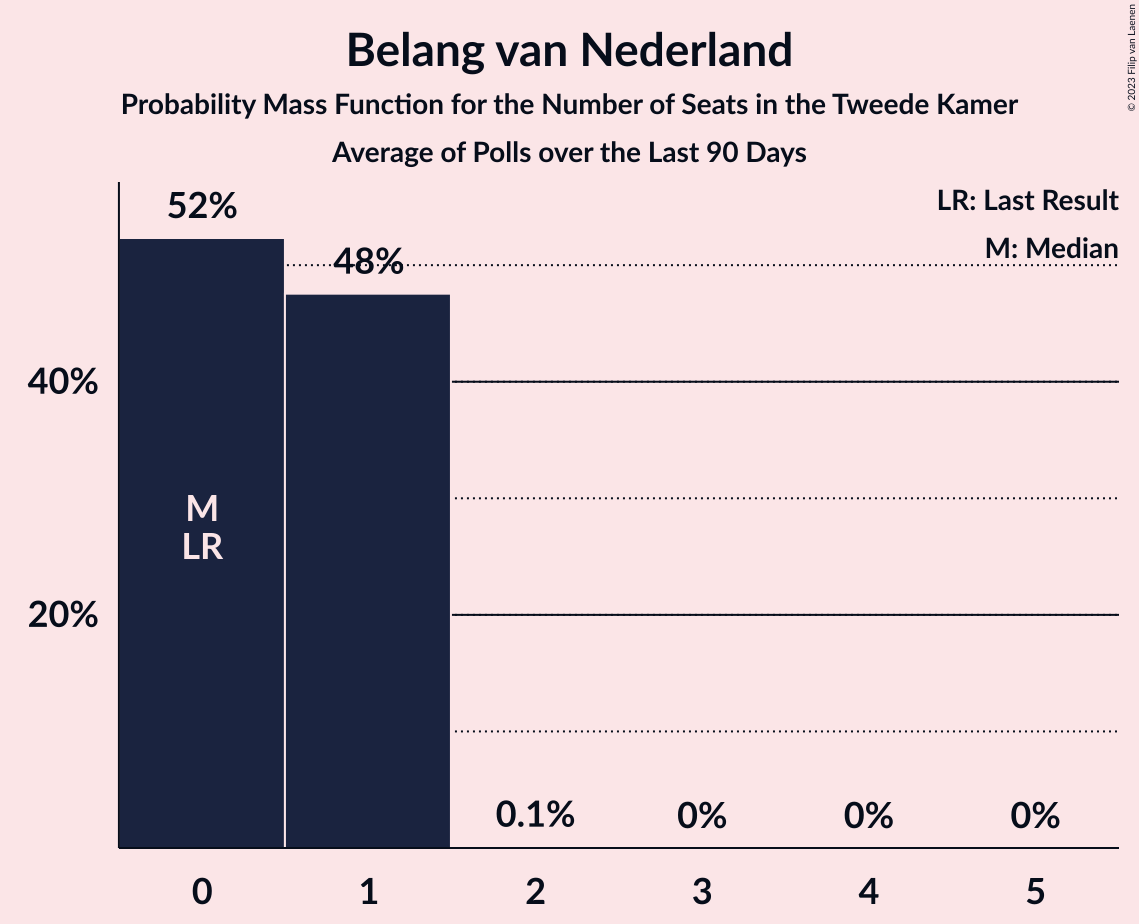 © 2023 Filip van Laenen
Belang van Nederland
Probability Mass Function for the Number of Seats in the Tweede Kamer
Average of Polls over the Last 90 Days
LR: Last Result
M: Median
52%
48%
40%
M
LR
20%
0.1%
0%
0%
0%
0
1
2
3
4
5